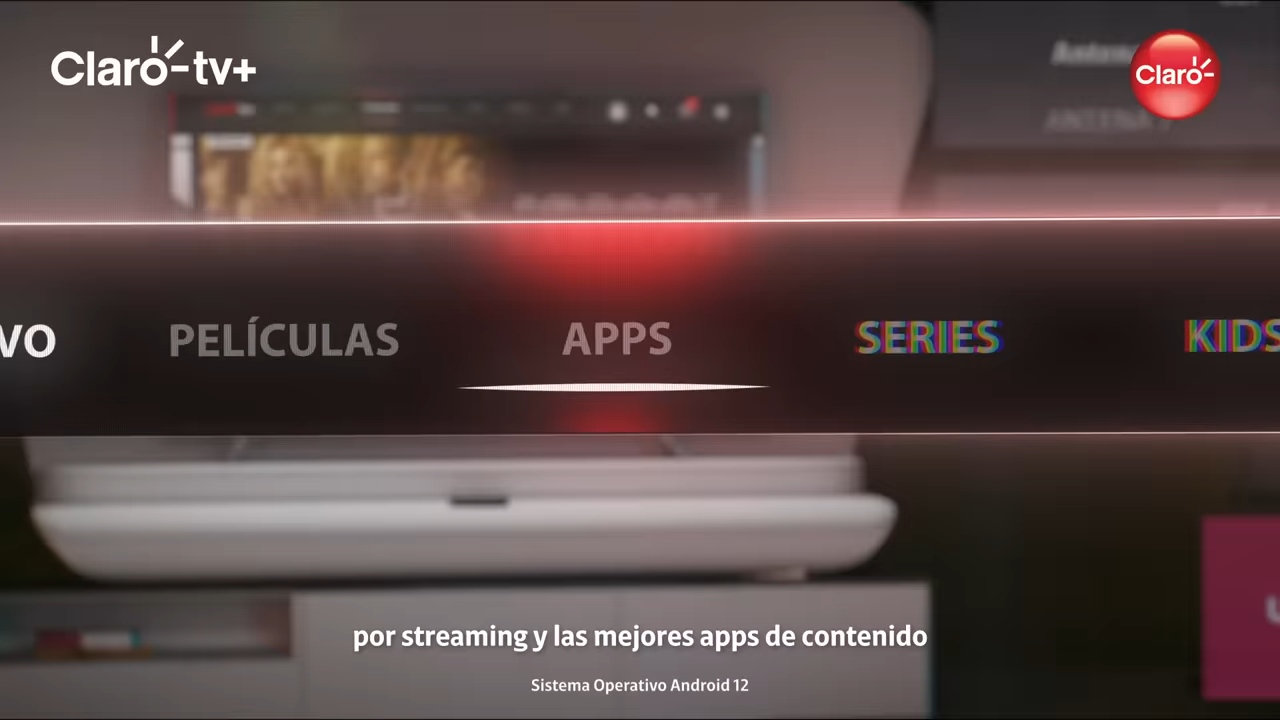 Claro-tv+
Claro-
VO
PELÍCULAS
APPS
SERIES
KIDS
por streaming y las mejores apps de contenido
Sistema Operativo Android 12